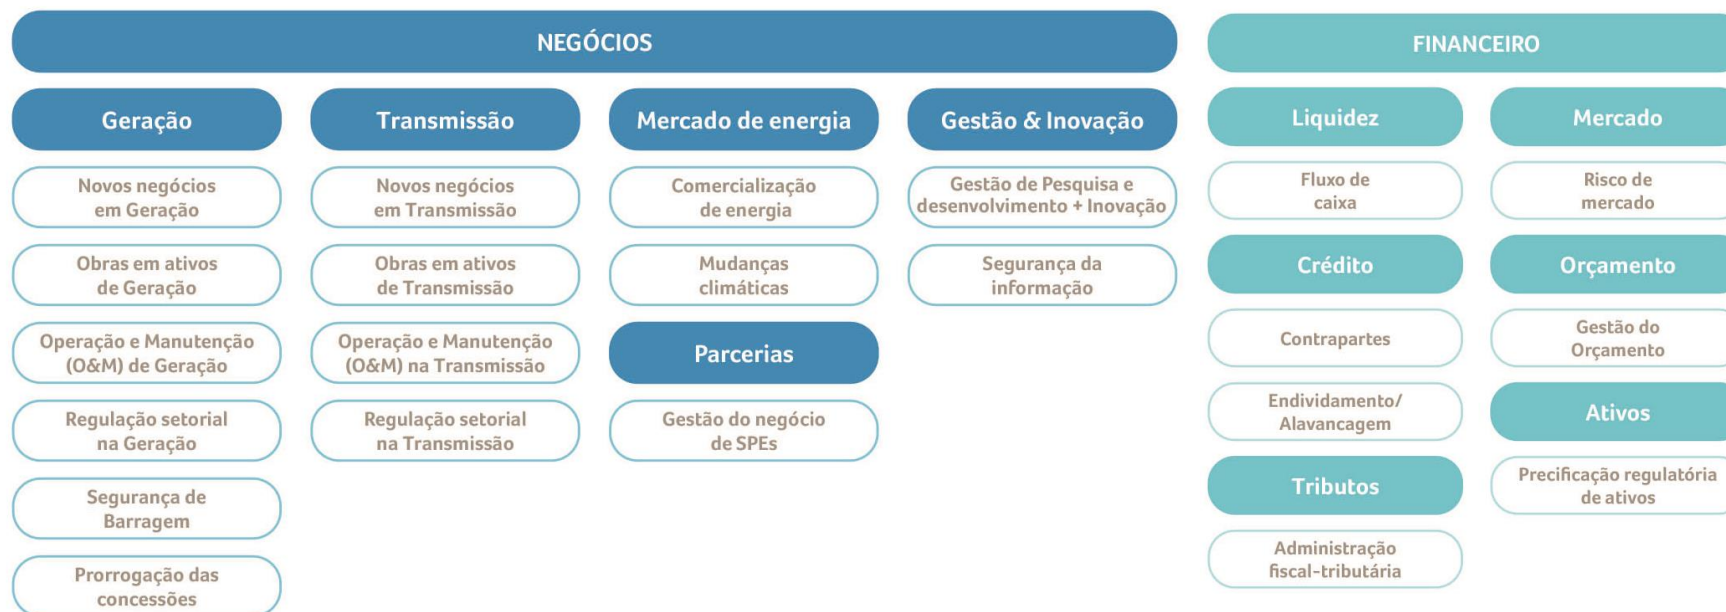 NEGÓCIOS
Geração
Novos negócios
em Geração
Obras em ativos
de Geração
Operação e Manutenção
(O&M) de Geração
Regulação setorial
na Geração
Segurança de
Barragem
Prorrogação das
concessões
Transmissão
Novos negócios
em Transmissão
Obras em ativos
de Transmissão
Operação e Manutenção
(O&M) na Transmissão
Regulação setorial
na Transmissão
Mercado de energia
Comercialização
de energia
Mudanças
climáticas
Parcerias
Gestão do negócio
de SPEs
Gestão & Inovação
Gestão de Pesquisa e
desenvolvimento + Inovação
Segurança da
informação
FINANCEIRO
Liquidez
Fluxo de
caixa
Crédito
Contrapartes
Endividamento/
Alavancagem
Tributos
Administração
fiscal-tributária
Mercado
Risco de
mercado
Orçamento
Gestão do
Orçamento
Ativos
Precificação regulatória
de ativos